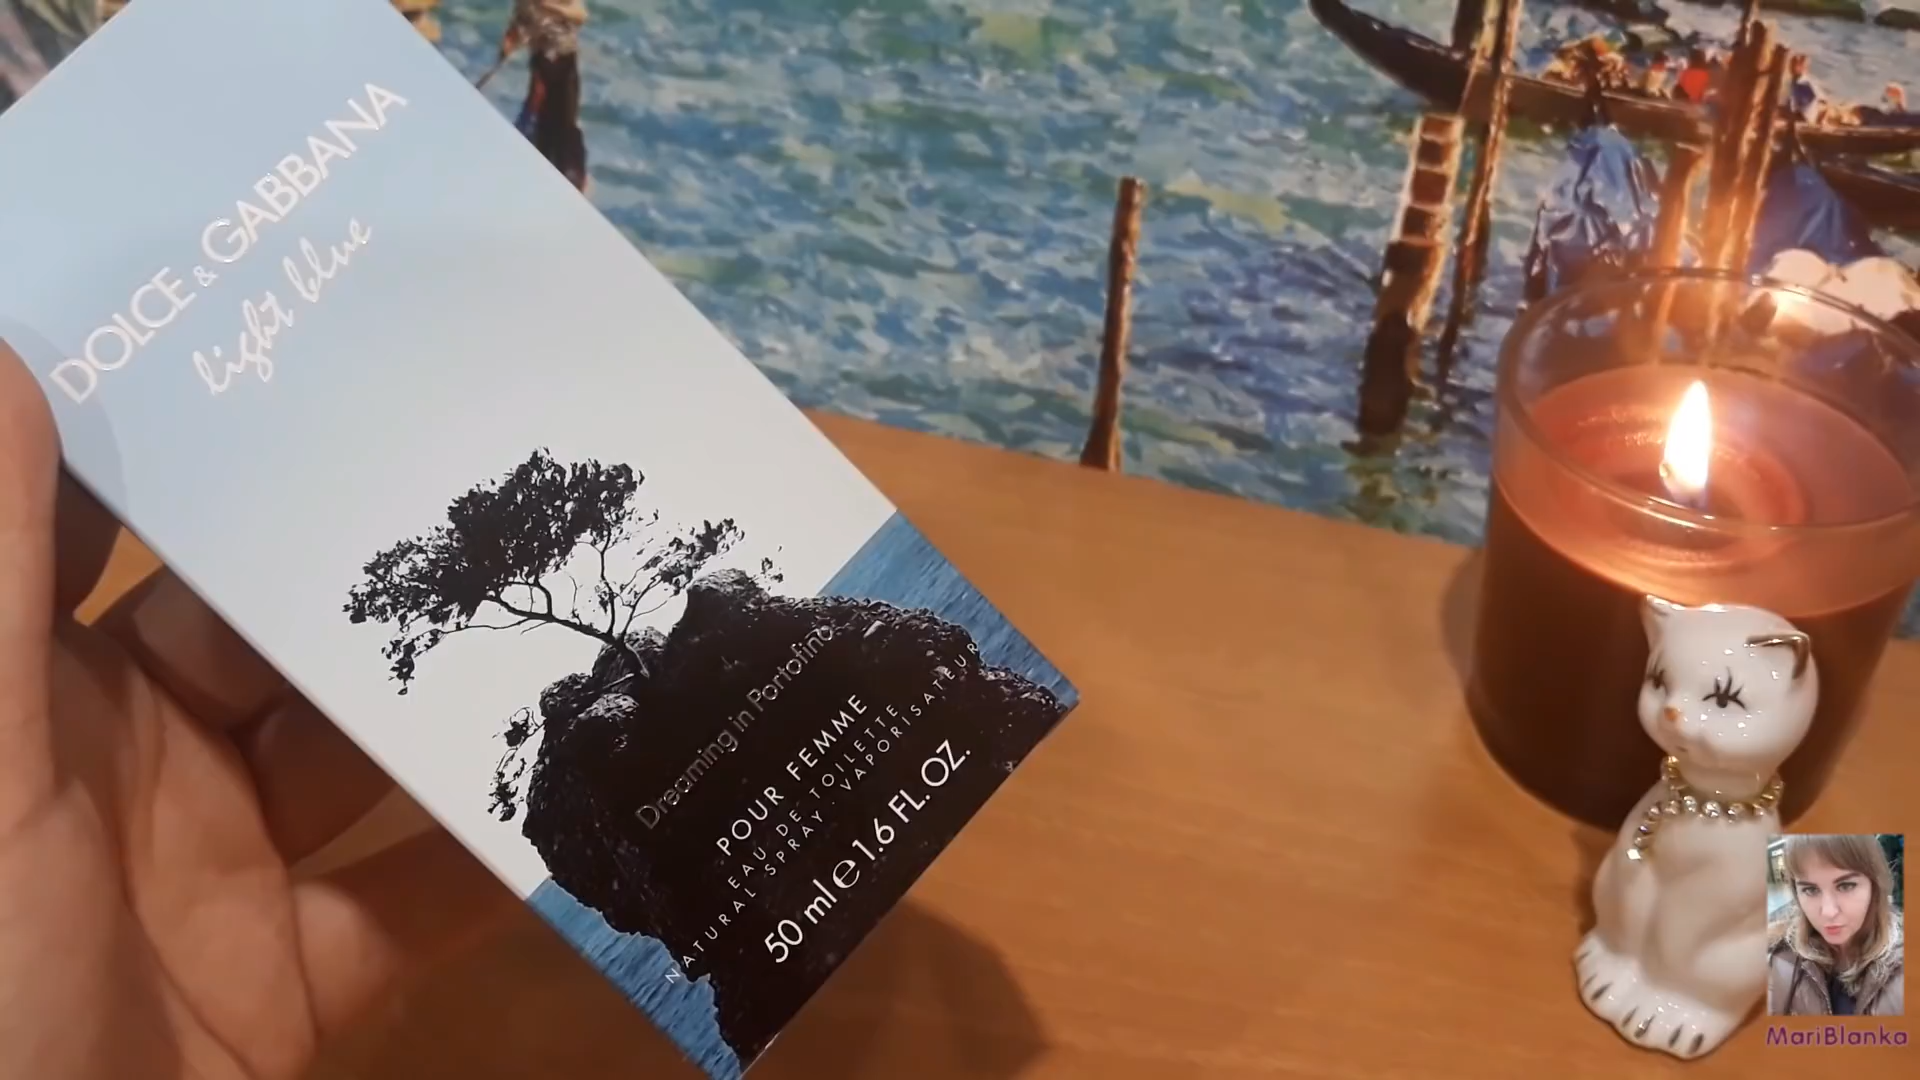 DOLCE & GABBANA
light blue
Dreaming in Portofino
POUR FEMME
EAU DE TOILETTE
NATURAL SPRAY · VAPORISATEUR
50 ml e 1.6 FL.OZ.
MariBlanka